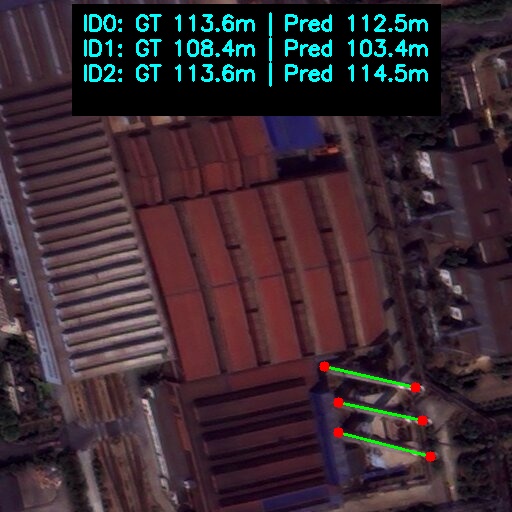 ID0: GT 113.6m | Pred 112.5m
ID1: GT 108.4m | Pred 103.4m
ID2: GT 113.6m | Pred 114.5m